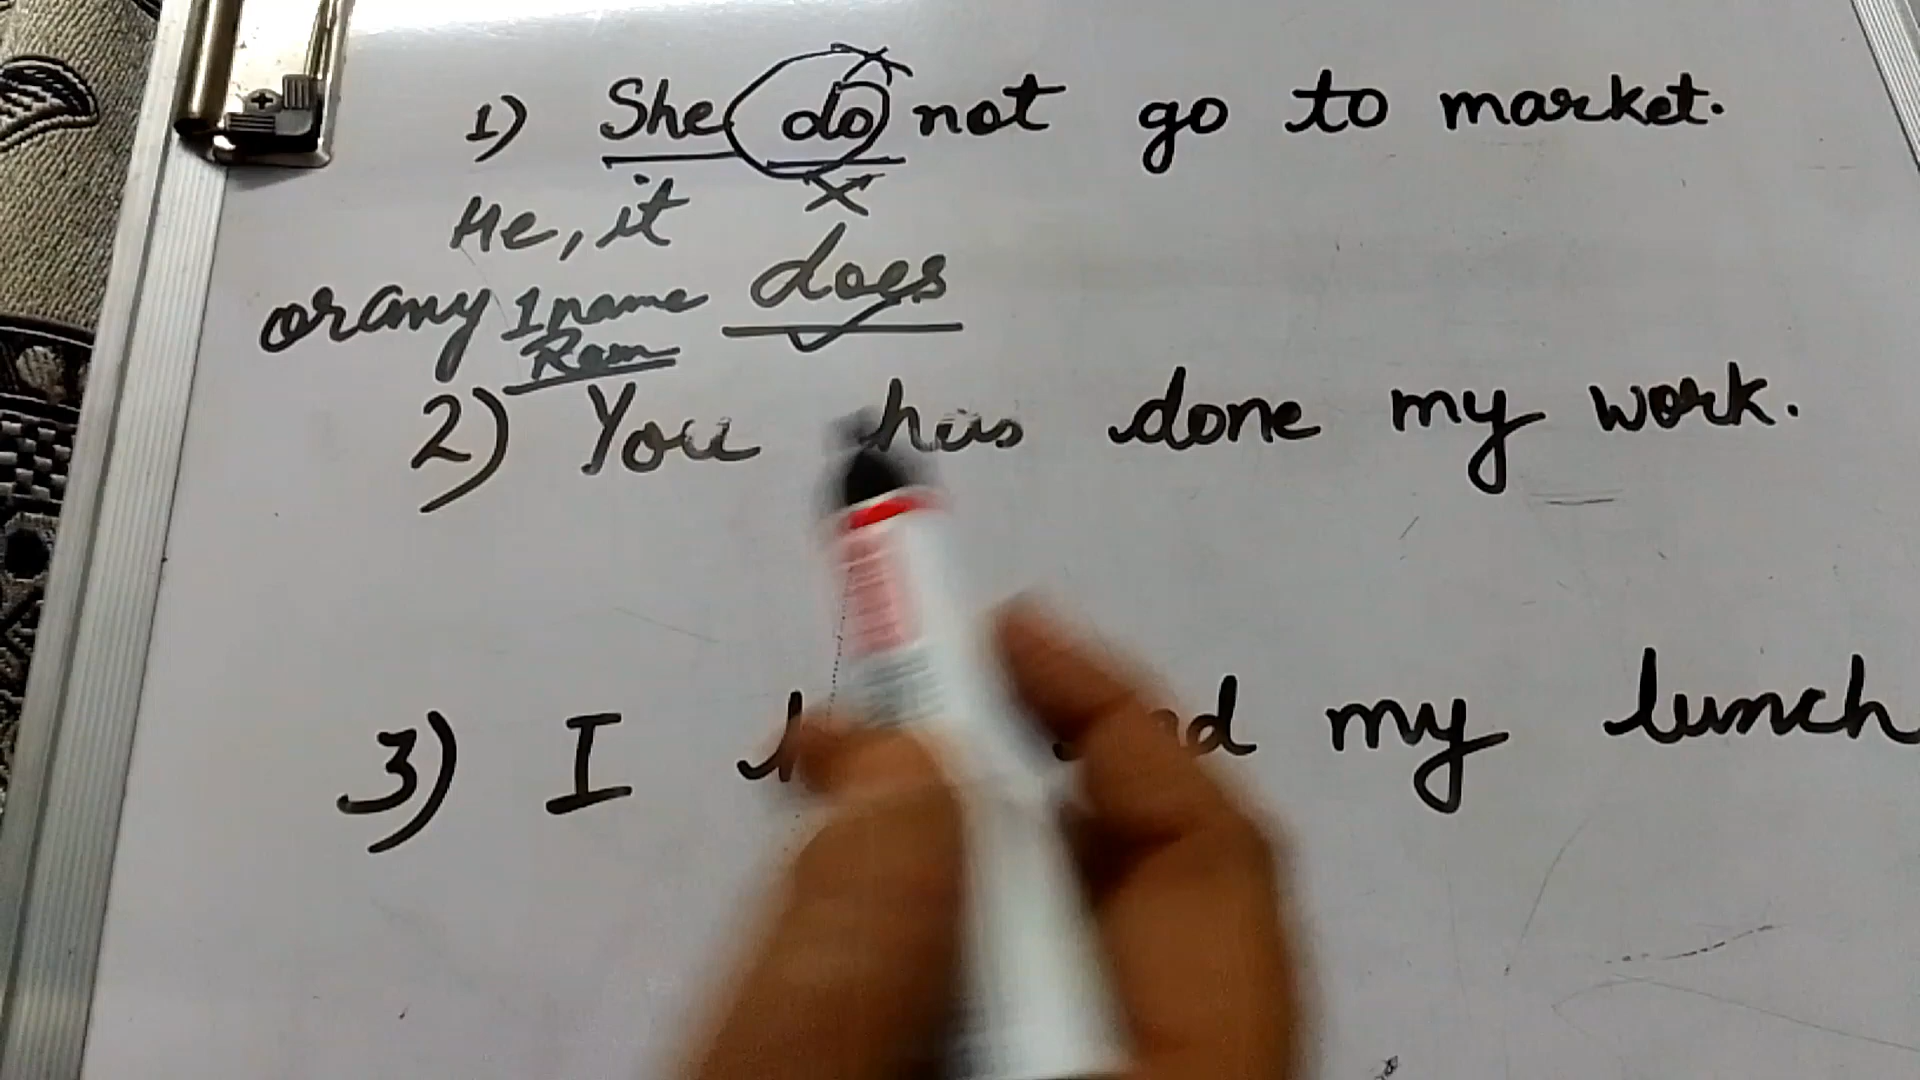 1) She do not go to market.
He, it
does
or any 1 name
Ram
2) You has done my work.
3) I my lunch